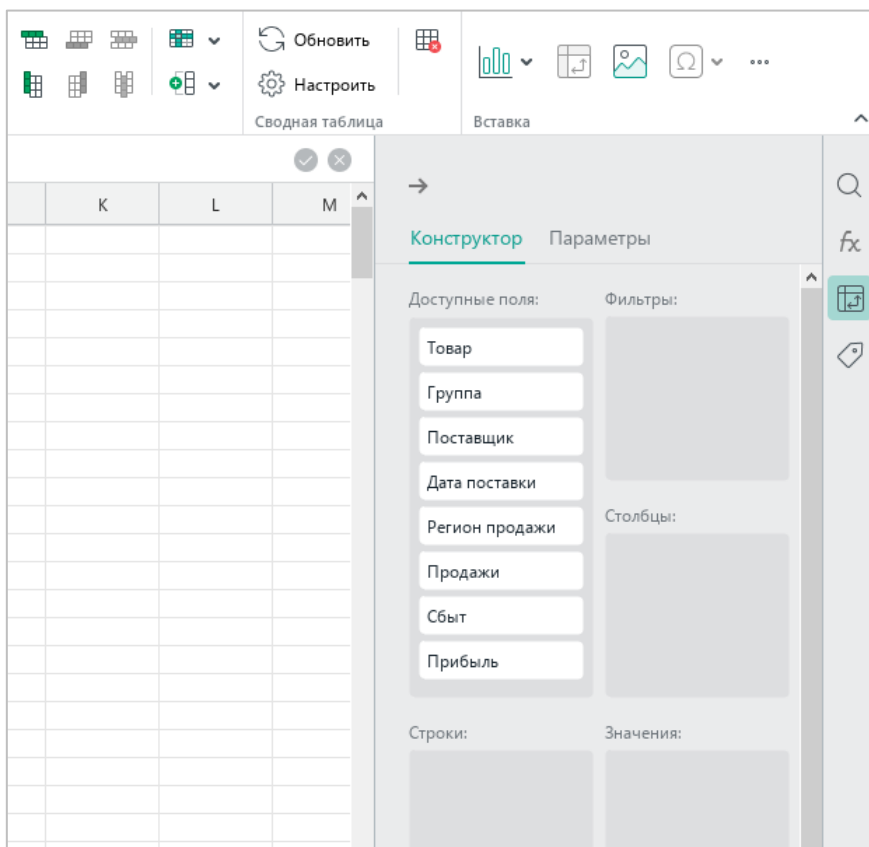 Обновить
Настроить
Сводная таблица
Вставка
K L M
Конструктор Параметры
Доступные поля: Фильтры:
Товар
Группа
Поставщик
Дата поставки
Регион продажи
Столбцы:
Продажи
Сбыт
Прибыль
Строки: Значения:
fx
Ω